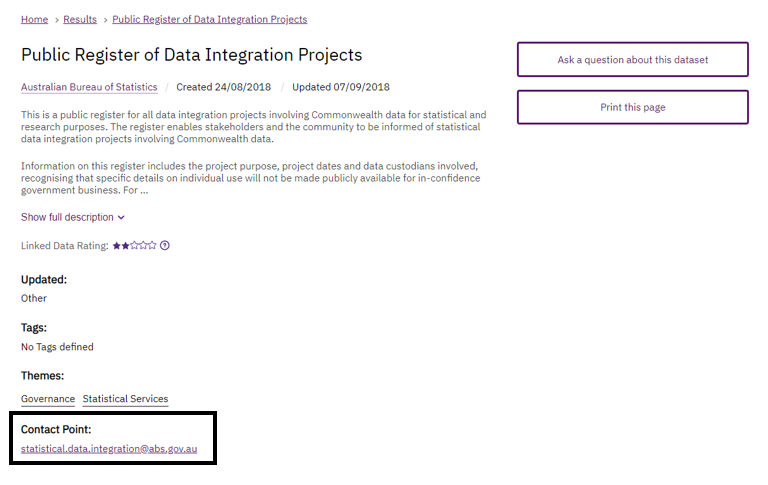 Home > Results > Public Register of Data Integration Projects
Public Register of Data Integration Projects
Ask a question about this dataset
Australian Bureau of Statistics / Created 24/08/2018 / Updated 07/09/2018
Print this page
This is a public register for all data integration projects involving Commonwealth data for statistical and
research purposes. The register enables stakeholders and the community to be informed of statistical
data integration projects involving Commonwealth data.
Information on this register includes the project purpose, project dates and data custodians involved,
recognising that specific details on individual use will not be made publicly available for in-confidence
government business. For ...
Show full description
Linked Data Rating: ★★☆☆☆ ?
Updated:
Other
Tags:
No Tags defined
Themes:
Governance Statistical Services
Contact Point:
statistical.data.integration@abs.gov.au